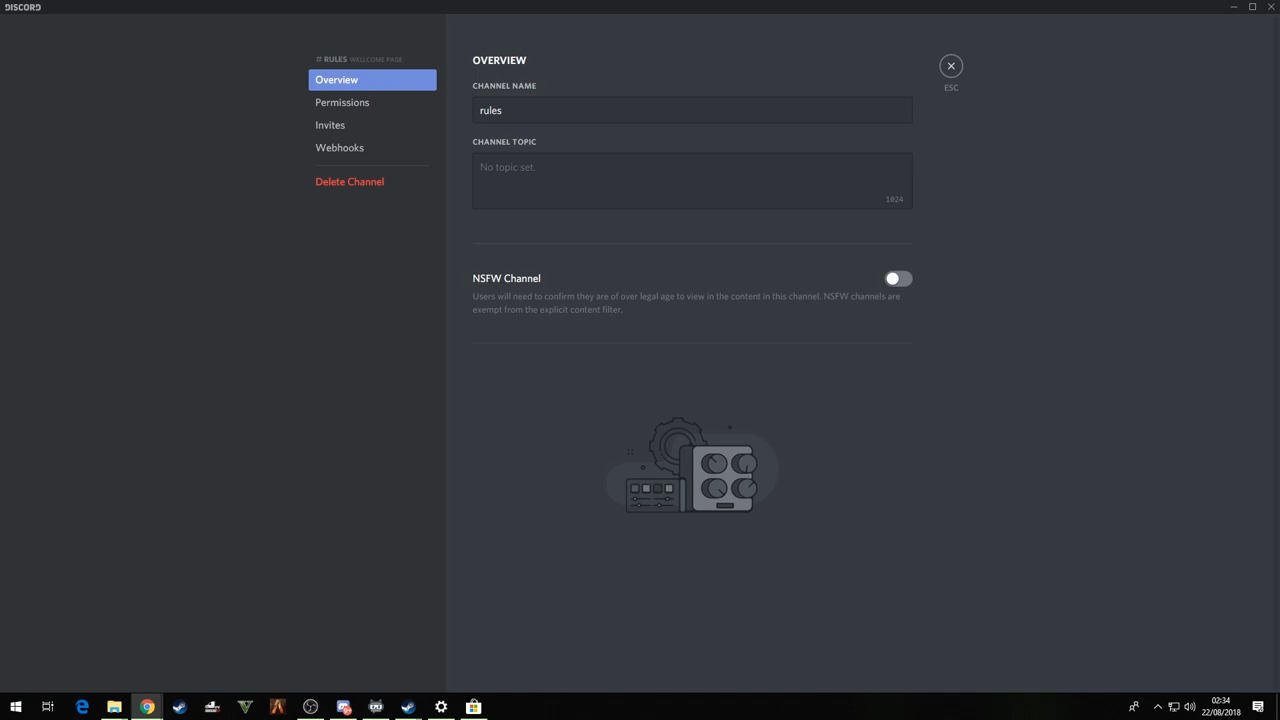 DISCORD
# RULES WELLCOME PAGE
Overview
Permissions
Invites
Webhooks
Delete Channel
OVERVIEW
CHANNEL NAME
rules
CHANNEL TOPIC
No topic set.
1024
NSFW Channel
Users will need to confirm they are of over legal age to view in the content in this channel. NSFW channels are
exempt from the explicit content filter.
ESC
02:34
22/08/2018